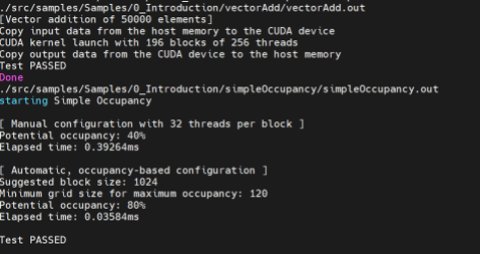 ./src/samples/Samples/0_Introduction/vectorAdd/vectorAdd.out
[Vector addition of 50000 elements]
Copy input data from the host memory to the CUDA device
CUDA kernel launch with 196 blocks of 256 threads
Copy output data from the CUDA device to the host memory
Test PASSED
Done
./src/samples/Samples/0_Introduction/simpleOccupancy/simpleOccupancy.out
starting Simple Occupancy
[ Manual configuration with 32 threads per block ]
Potential occupancy: 40%
Elapsed time: 0.39264ms
[ Automatic, occupancy-based configuration ]
Suggested block size: 1024
Minimum grid size for maximum occupancy: 120
Potential occupancy: 80%
Elapsed time: 0.03584ms
Test PASSED